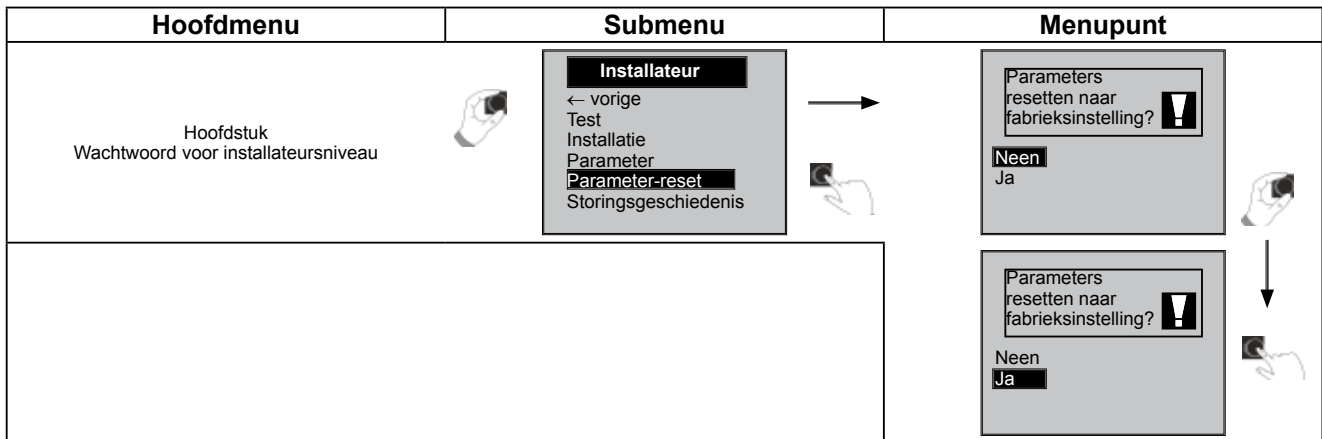 Hoofdmenu
Submenu
Menupunt
Hoofdstuk
Wachtwoord voor installateursniveau
Installateur
← vorige
Test
Installatie
Parameter
Parameter-reset
Storingsgeschiedenis
Parameters
resetten naar
fabrieksinstelling?
!
Neen
Ja
Parameters
resetten naar
fabrieksinstelling?
!
Neen
Ja